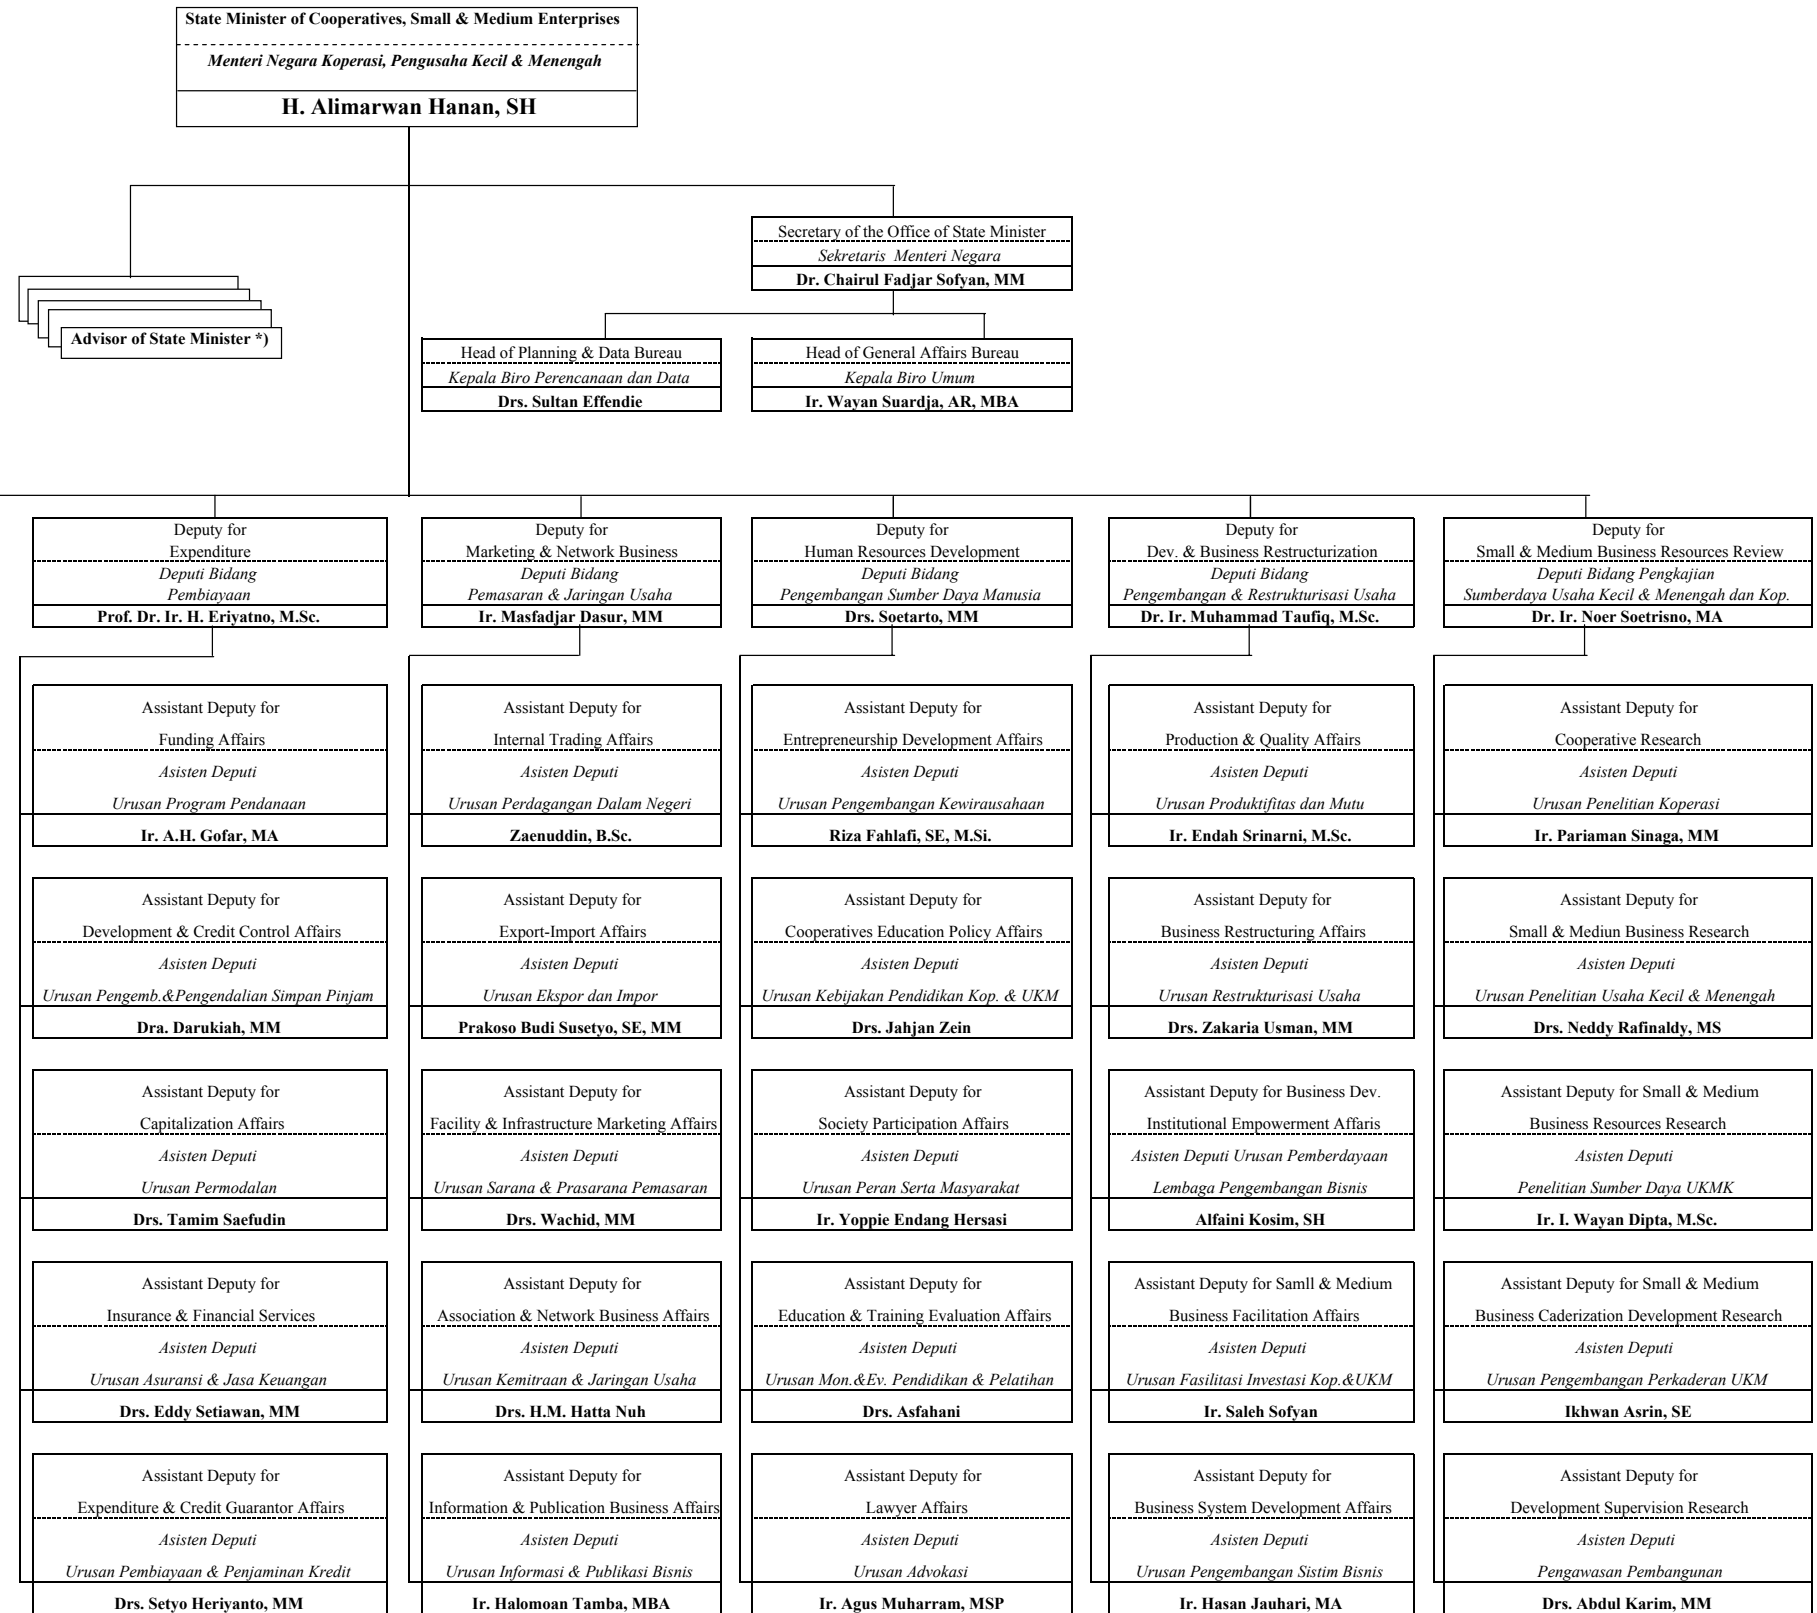 State Minister of Cooperatives, Small & Medium Enterprises
Menteri Negara Koperasi, Pengusaha Kecil & Menengah
H. Alimarwan Hanan, SH
Secretary of the Office of State Minister
Sekretaris Menteri Negara
Dr. Chairul Fadjar Sofyan, MM
Advisor of State Minister *)
Head of Planning & Data Bureau
Kepala Biro Perencanaan dan Data
Drs. Sultan Effendie
Head of General Affairs Bureau
Kepala Biro Umum
Ir. Wayan Suardja, AR, MBA
Deputy for
Expenditure
Deputi Bidang
Pembiayaan
Prof. Dr. Ir. H. Eriyatno, M.Sc.
Deputy for
Marketing & Network Business
Deputi Bidang
Pemasaran & Jaringan Usaha
Ir. Masfadjar Dasur, MM
Deputy for
Human Resources Development
Deputi Bidang
Pengembangan Sumber Daya Manusia
Drs. Soetarto, MM
Deputy for
Dev. & Business Restructurization
Deputi Bidang
Pengembangan & Restrukturisasi Usaha
Dr. Ir. Muhammad Taufiq, M.Sc.
Deputy for
Small & Medium Business Resources Review
Deputi Bidang Pengkajian
Sumberdaya Usaha Kecil & Menengah dan Kop.
Dr. Ir. Noer Soetrisno, MA
Assistant Deputy for
Funding Affairs
Asisten Deputi
Urusan Program Pendanaan
Ir. A.H. Gofar, MA
Assistant Deputy for
Internal Trading Affairs
Asisten Deputi
Urusan Perdagangan Dalam Negeri
Zaenuddin, B.Sc.
Assistant Deputy for
Entrepreneurship Development Affairs
Asisten Deputi
Urusan Pengembangan Kewirausahaan
Riza Fahlafi, SE, M.Si.
Assistant Deputy for
Production & Quality Affairs
Asisten Deputi
Urusan Produktifitas dan Mutu
Ir. Endah Srinarni, M.Sc.
Assistant Deputy for
Cooperative Research
Asisten Deputi
Urusan Penelitian Koperasi
Ir. Pariaman Sinaga, MM
Assistant Deputy for
Development & Credit Control Affairs
Asisten Deputi
Urusan Pengemb.&Pengendalian Simpan Pinjam
Dra. Darukiah, MM
Assistant Deputy for
Export-Import Affairs
Asisten Deputi
Urusan Ekspor dan Impor
Prakoso Budi Susetyo, SE, MM
Assistant Deputy for
Cooperatives Education Policy Affairs
Asisten Deputi
Urusan Kebijakan Pendidikan Kop. & UKM
Drs. Jahjan Zein
Assistant Deputy for
Business Restructuring Affairs
Asisten Deputi
Urusan Restrukturisasi Usaha
Drs. Zakaria Usman, MM
Assistant Deputy for
Small & Mediun Business Research
Asisten Deputi
Urusan Penelitian Usaha Kecil & Menengah
Drs. Neddy Rafinaldy, MS
Assistant Deputy for
Capitalization Affairs
Asisten Deputi
Urusan Permodalan
Drs. Tamim Saefudin
Assistant Deputy for
Facility & Infrastructure Marketing Affairs
Asisten Deputi
Urusan Sarana & Prasarana Pemasaran
Drs. Wachid, MM
Assistant Deputy for
Society Participation Affairs
Asisten Deputi
Urusan Peran Serta Masyarakat
Ir. Yoppie Endang Hersasi
Assistant Deputy for Business Dev.
Institutional Empowerment Affaris
Asisten Deputi Urusan Pemberdayaan
Lembaga Pengembangan Bisnis
Alfaini Kosim, SH
Assistant Deputy for Small & Medium
Business Resources Research
Asisten Deputi
Penelitian Sumber Daya UKMK
Ir. I. Wayan Dipta, M.Sc.
Assistant Deputy for
Insurance & Financial Services
Asisten Deputi
Urusan Asuransi & Jasa Keuangan
Drs. Eddy Setiawan, MM
Assistant Deputy for
Association & Network Business Affairs
Asisten Deputi
Urusan Kemitraan & Jaringan Usaha
Drs. H.M. Hatta Nuh
Assistant Deputy for
Education & Training Evaluation Affairs
Asisten Deputi
Urusan Mon.&Ev. Pendidikan & Pelatihan
Drs. Asfahani
Assistant Deputy for Samll & Medium
Business Facilitation Affairs
Asisten Deputi
Urusan Fasilitasi Investasi Kop.&UKM
Ir. Saleh Sofyan
Assistant Deputy for Small & Medium
Business Caderization Development Research
Asisten Deputi
Urusan Pengembangan Perkaderan UKM
Ikhwan Asrin, SE
Assistant Deputy for
Expenditure & Credit Guarantor Affairs
Asisten Deputi
Urusan Pembiayaan & Penjaminan Kredit
Drs. Setyo Heriyanto, MM
Assistant Deputy for
Information & Publication Business Affairs
Asisten Deputi
Urusan Informasi & Publikasi Bisnis
Ir. Halomoan Tamba, MBA
Assistant Deputy for
Lawyer Affairs
Asisten Deputi
Urusan Advokasi
Ir. Agus Muharram, MSP
Assistant Deputy for
Business System Development Affairs
Asisten Deputi
Urusan Pengembangan Sistim Bisnis
Ir. Hasan Jauhari, MA
Assistant Deputy for
Development Supervision Research
Asisten Deputi
Pengawasan Pembangunan
Drs. Abdul Karim, MM